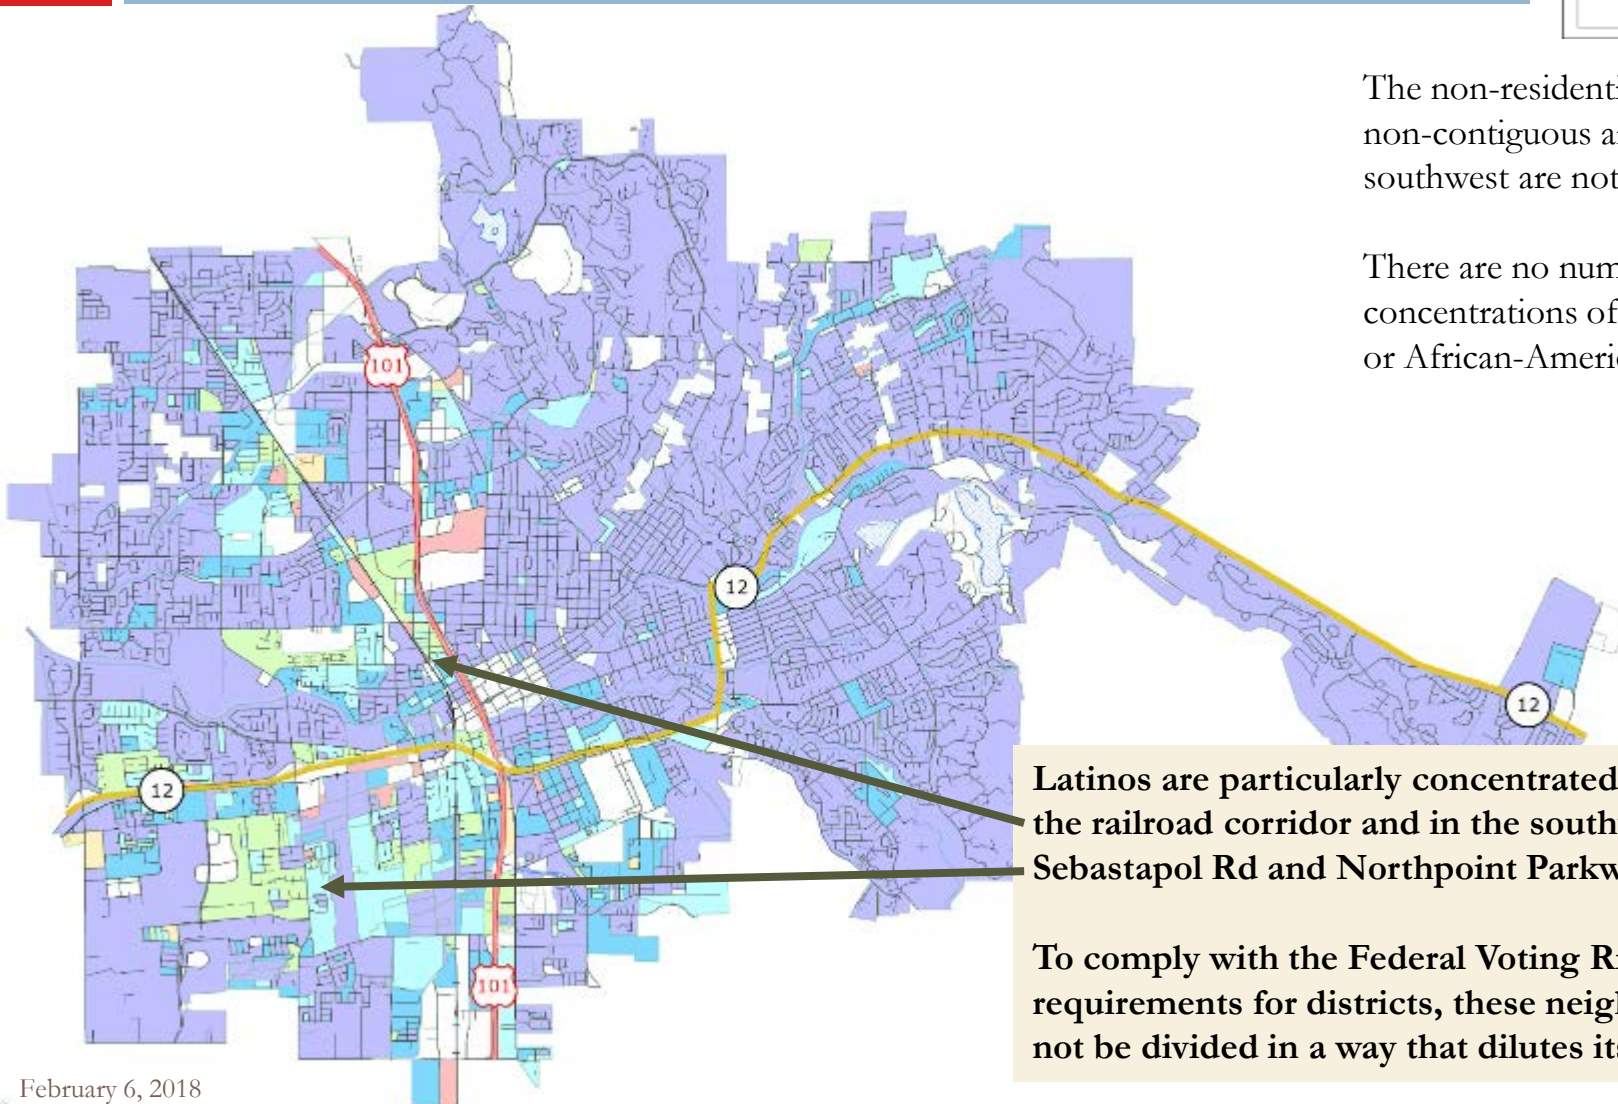 The non-residenti
non-contiguous a
southwest are not
There are no num
concentrations of
or African-Ameri
101
12
12
12
101
Latinos are particularly concentrated
the railroad corridor and in the south
Sebastapol Rd and Northpoint Parkw
To comply with the Federal Voting Ri
requirements for districts, these neigh
not be divided in a way that dilutes its
February 6, 2018